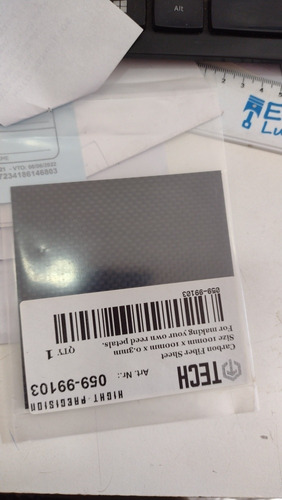 TECH
HIGHT-PRECISION
Art Nr.: 059-99103
Carbon Fiber Sheet
Size 100mm x 100mm x 0.3mm
For making your own reed petals.
QTY 1
059-99103
Alt
7234186146853